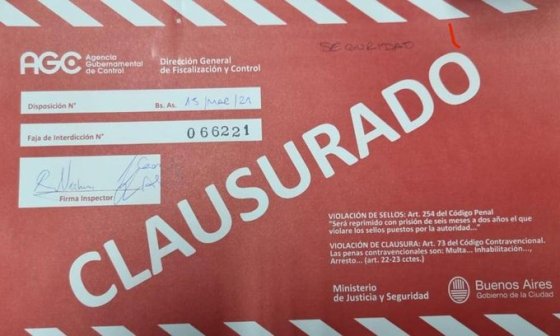 AGC
Agencia
Gubernamental
de Control
Dirección General
de Fiscalización y Control
SEGURIDAD
Disposición N°
Bs. As. 15/MAR/21
Faja de Interdicción N°
066221
Firma Inspector
CLAUSURADO
VIOLACIÓN DE SELLOS: Art. 254 del Código Penal
"Será reprimido con prisión de seis meses a dos años el que
violare los sellos puestos por la autoridad..."
VIOLACIÓN DE CLAUSURA: Art. 73 del Código Contravencional.
Las penas contravencionales son: Multa... Inhabilitación...,
Arresto... (art. 22-23 cctes.)
Ministerio
de Justicia y Seguridad
Buenos Aires
Gobierno de la Ciudad